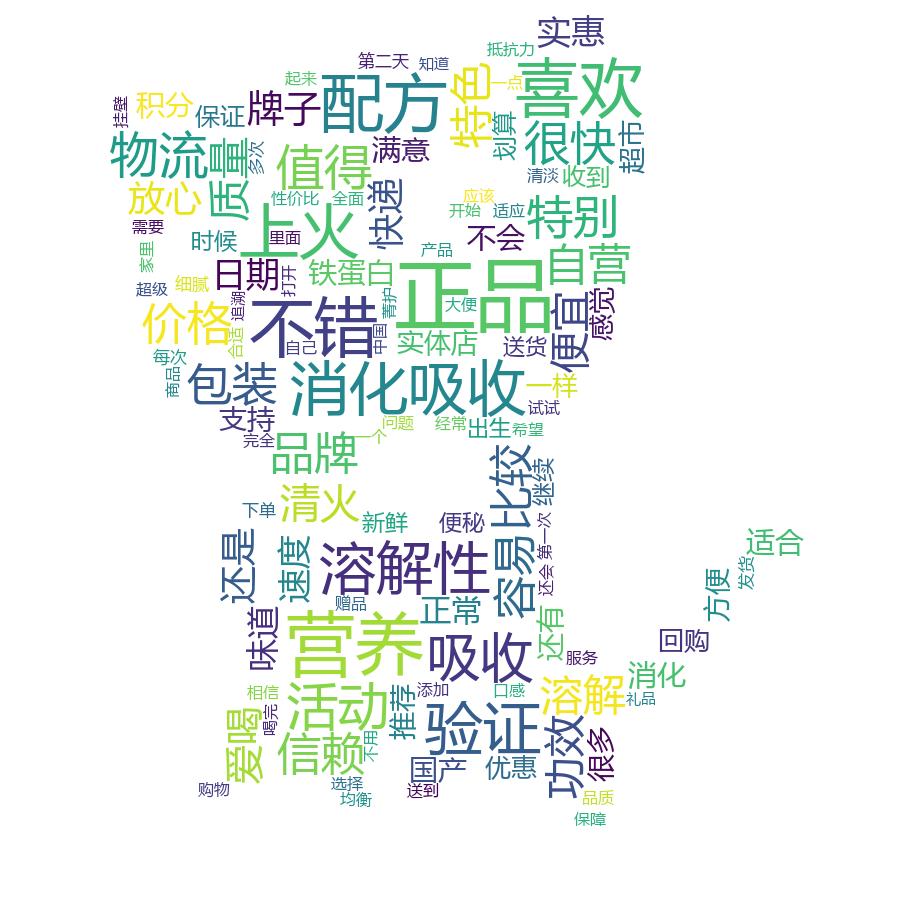 实惠
抵抗力
第二天
知道
起来
配方
特色
一点
喜欢
积分
挂壁
保证
牌子
划算
很快
超市
物流
质量
多次
值得
满意
清淡
收到
放心
性价比
全面
快递
应该
开始
适应
特别
需要
时候
上火
里面
不会
家里
产品
自营
超级
细腻
日期
打开
铁蛋白
菁护
正品
大便
便宜
感觉
价格
追溯
合适
不错
自己
中国
实体店
送货
每次
商品
包装
消化吸收
一样
试试
支持
完全
品牌
一个
问题
经常
出生
希望
比较
继续
清火
下单
新鲜
便秘
第一次
还是
速度
溶解性
容易
还会
适合
发货
方便
赠品
正常
还有
味道
营养
吸收
服务
回购
消化
礼品
相信
喝完
活动
推荐
添加
口感
溶解
爱喝
信赖
不用
验证
功效
很多
国产
优惠
购物
选择
均衡
送到
品质
保障